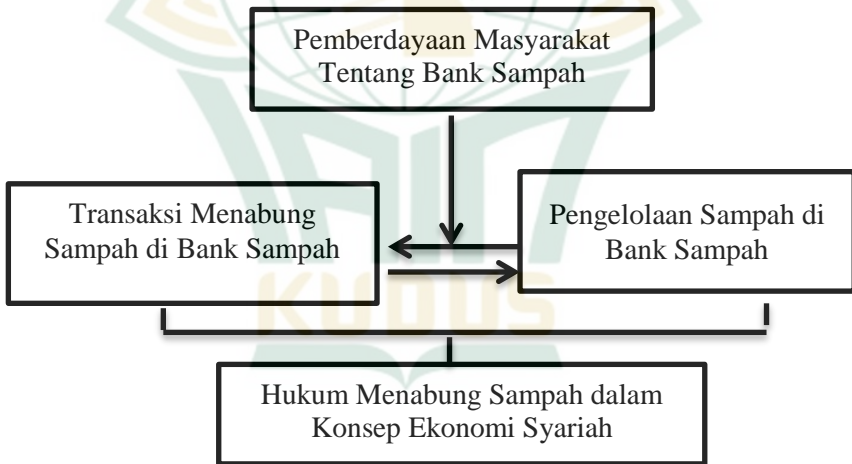 Pemberdayaan Masyarakat
Tentang Bank Sampah
Transaksi Menabung
Sampah di Bank Sampah
Pengelolaan Sampah di
Bank Sampah
KUDUS
Hukum Menabung Sampah dalam
Konsep Ekonomi Syariah